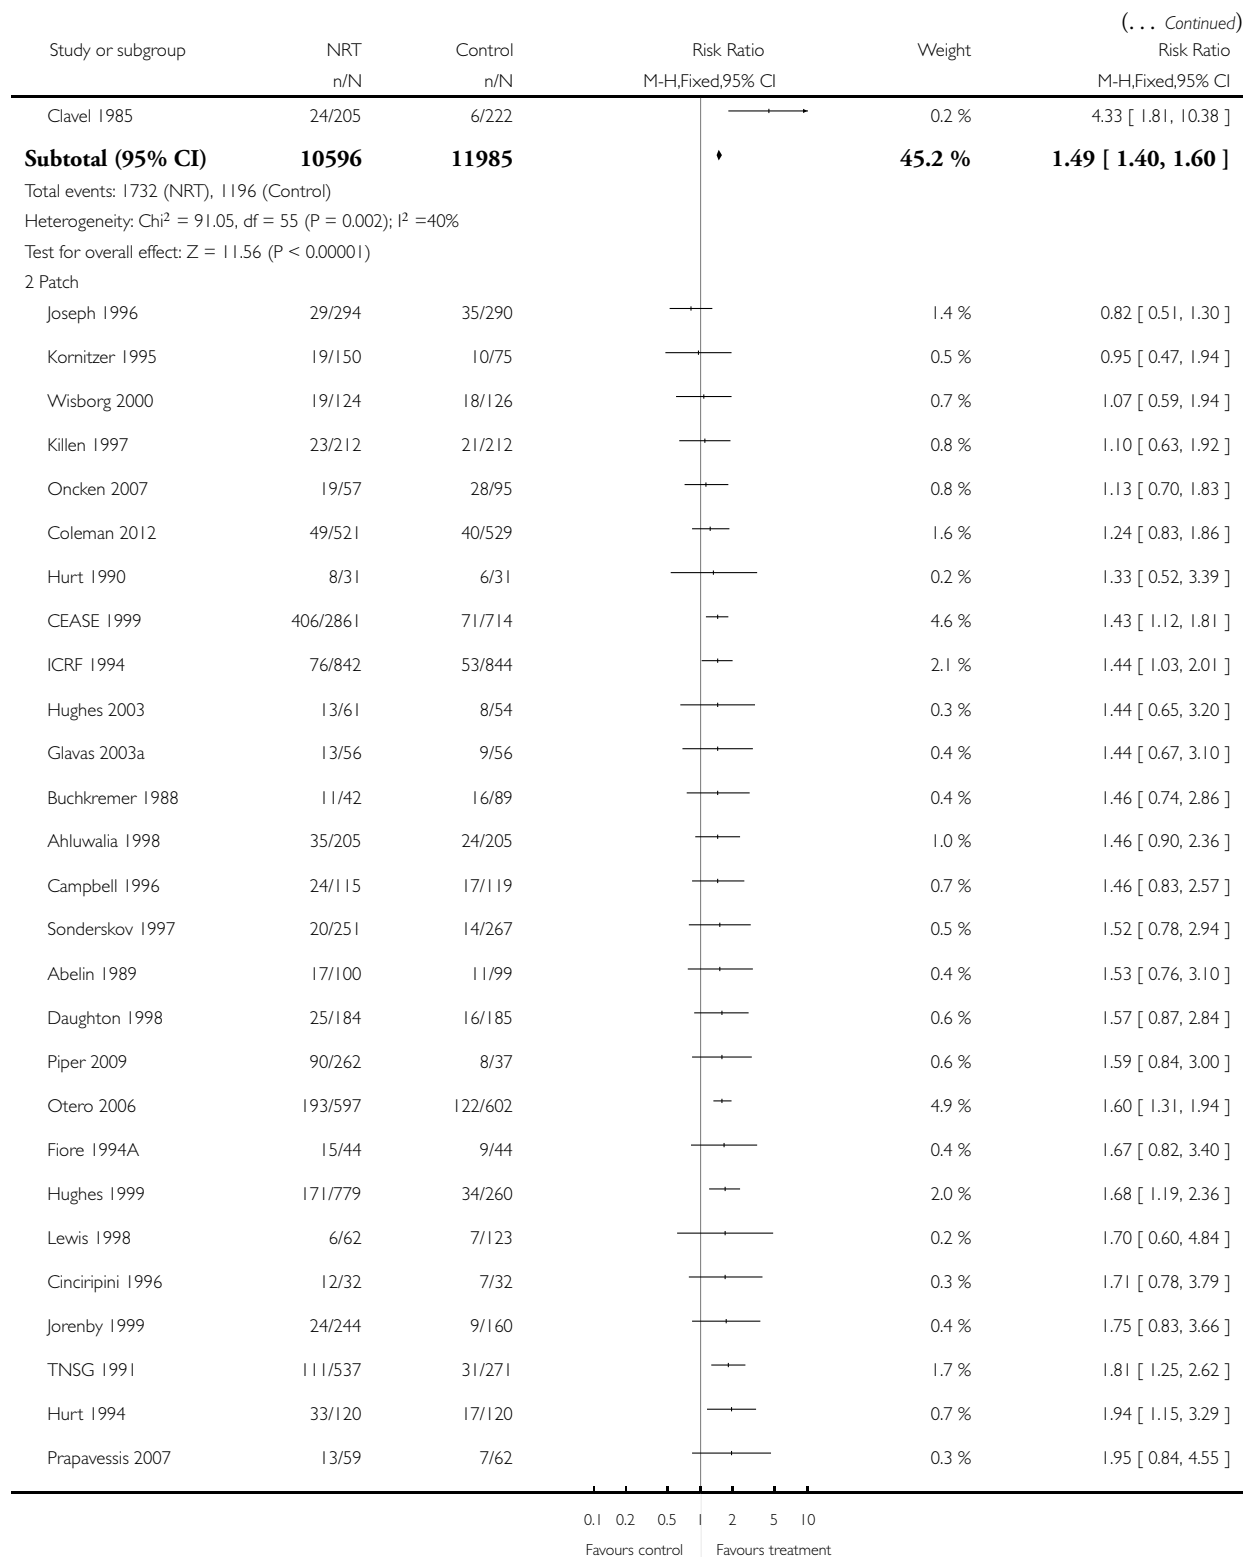 (... Continued)
Study or subgroup NRT Control Risk Ratio Weight Risk Ratio
n/N n/N M-H,Fixed,95% CI M-H,Fixed,95% CI
Clavel 1985 24/205 6/222 0.2 % 4.33 [ 1.81, 10.38 ]
Subtotal (95% CI) 10596 11985 45.2 % 1.49 [ 1.40, 1.60 ]
Total events: 1732 (NRT), 1196 (Control)
Heterogeneity: Chi² = 91.05, df = 55 (P = 0.002); I² =40%
Test for overall effect: Z = 11.56 (P < 0.00001)
2 Patch
Joseph 1996 29/294 35/290 1.4 % 0.82 [ 0.51, 1.30 ]
Kornitzer 1995 19/150 10/75 0.5 % 0.95 [ 0.47, 1.94 ]
Wisborg 2000 19/124 18/126 0.7 % 1.07 [ 0.59, 1.94 ]
Killen 1997 23/212 21/212 0.8 % 1.10 [ 0.63, 1.92 ]
Oncken 2007 19/57 28/95 0.8 % 1.13 [ 0.70, 1.83 ]
Coleman 2012 49/521 40/529 1.6 % 1.24 [ 0.83, 1.86 ]
Hurt 1990 8/31 6/31 0.2 % 1.33 [ 0.52, 3.39 ]
CEASE 1999 406/2861 71/714 4.6 % 1.43 [ 1.12, 1.81 ]
ICRF 1994 76/842 53/844 2.1 % 1.44 [ 1.03, 2.01 ]
Hughes 2003 13/61 8/54 0.3 % 1.44 [ 0.65, 3.20 ]
Glavas 2003a 13/56 9/56 0.4 % 1.44 [ 0.67, 3.10 ]
Buchkremer 1988 11/42 16/89 0.4 % 1.46 [ 0.74, 2.86 ]
Ahluwalia 1998 35/205 24/205 1.0 % 1.46 [ 0.90, 2.36 ]
Campbell 1996 24/115 17/119 0.7 % 1.46 [ 0.83, 2.57 ]
Sonderskov 1997 20/251 14/267 0.5 % 1.52 [ 0.78, 2.94 ]
Abelin 1989 17/100 11/99 0.4 % 1.53 [ 0.76, 3.10 ]
Daughton 1998 25/184 16/185 0.6 % 1.57 [ 0.87, 2.84 ]
Piper 2009 90/262 8/37 0.6 % 1.59 [ 0.84, 3.00 ]
Otero 2006 193/597 122/602 4.9 % 1.60 [ 1.31, 1.94 ]
Fiore 1994A 15/44 9/44 0.4 % 1.67 [ 0.82, 3.40 ]
Hughes 1999 171/779 34/260 2.0 % 1.68 [ 1.19, 2.36 ]
Lewis 1998 6/62 7/123 0.2 % 1.70 [ 0.60, 4.84 ]
Cinciripini 1996 12/32 7/32 0.3 % 1.71 [ 0.78, 3.79 ]
Jorenby 1999 24/244 9/160 0.4 % 1.75 [ 0.83, 3.66 ]
TNSG 1991 111/537 31/271 1.7 % 1.81 [ 1.25, 2.62 ]
Hurt 1994 33/120 17/120 0.7 % 1.94 [ 1.15, 3.29 ]
Prapavessis 2007 13/59 7/62 0.3 % 1.95 [ 0.84, 4.55 ]
0.1 0.2 0.5 1 2 5 10
Favours control Favours treatment